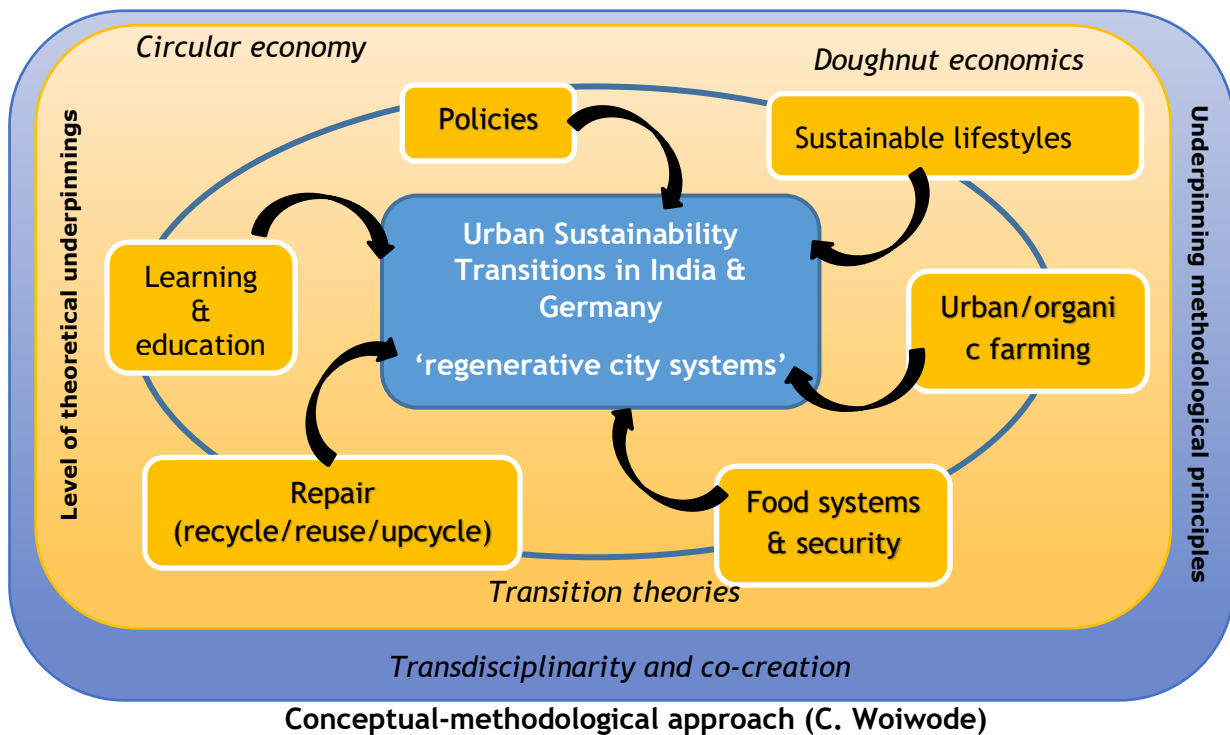 Circular economy
Doughnut economics
Policies
Sustainable lifestyles
Level of theoretical underpinnings
Underpinning methodological principles
Urban Sustainability
Transitions in India &
Germany
‘regenerative city systems’
Learning
&
education
Urban/organi
c farming
Repair
(recycle/reuse/upcycle)
Food systems
& security
Transition theories
Transdisciplinarity and co-creation
Conceptual-methodological approach (C. Woiwode)